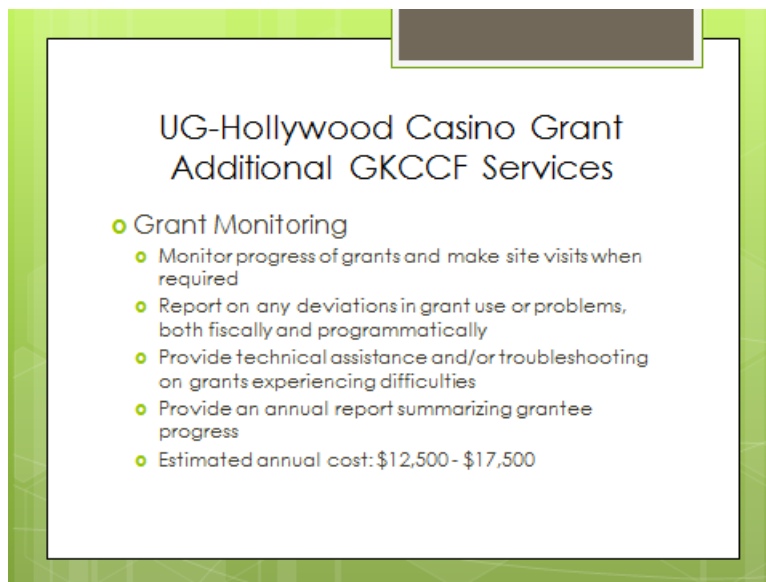 UG-Hollywood Casino Grant
Additional GKCCF Services
Grant Monitoring
Monitor progress of grants and make site visits when
required
Report on any deviations in grant use or problems,
both fiscally and programmatically
Provide technical assistance and/or troubleshooting
on grants experiencing difficulties
Provide an annual report summarizing grantee
progress
Estimated annual cost: $12,500 - $17,500